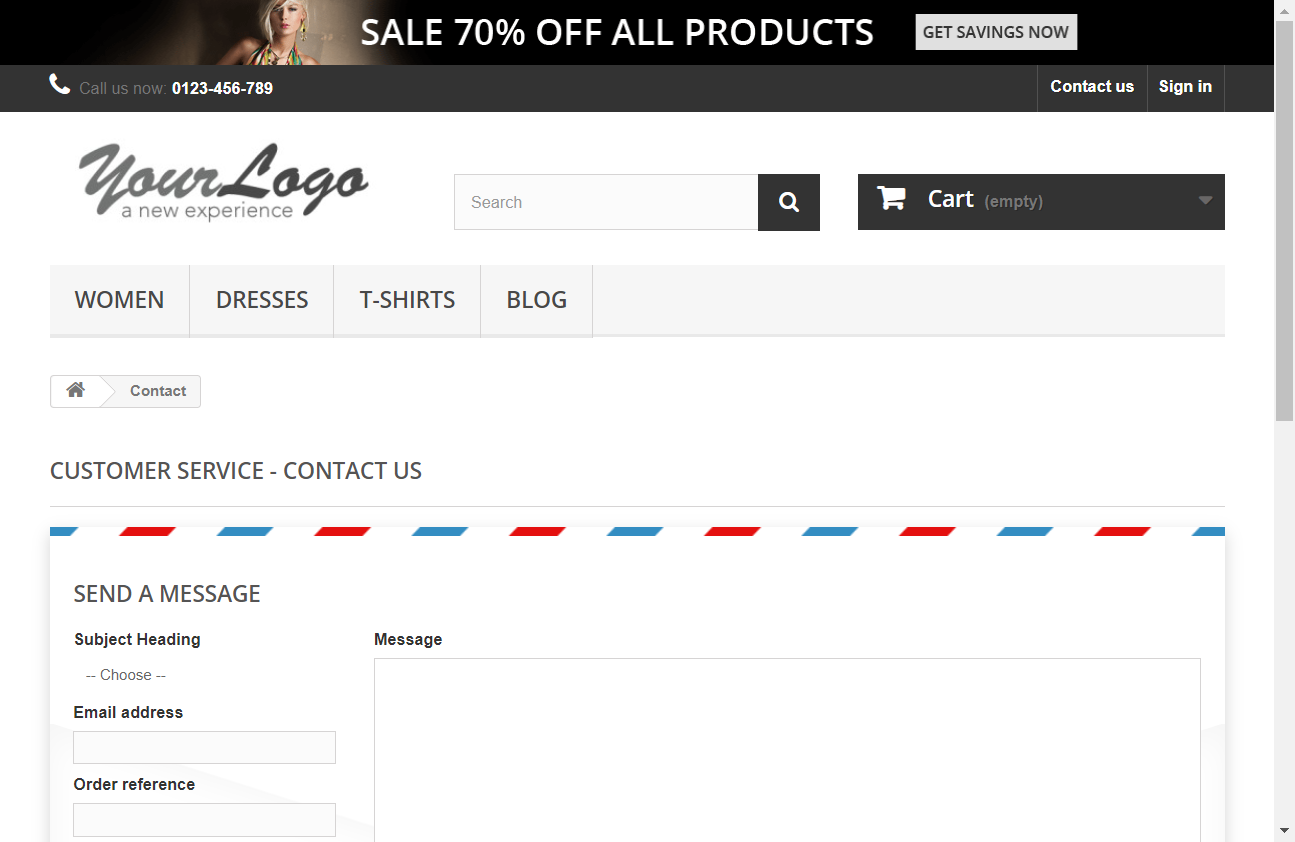 SALE 70% OFF ALL PRODUCTS
GET SAVINGS NOW
Call us now: 0123-456-789
Contact us
Sign in
Your Logo
a new experience
Search
Cart (empty)
WOMEN
DRESSES
T-SHIRTS
BLOG
Contact
CUSTOMER SERVICE - CONTACT US
SEND A MESSAGE
Subject Heading
-- Choose --
Email address
Order reference
Message